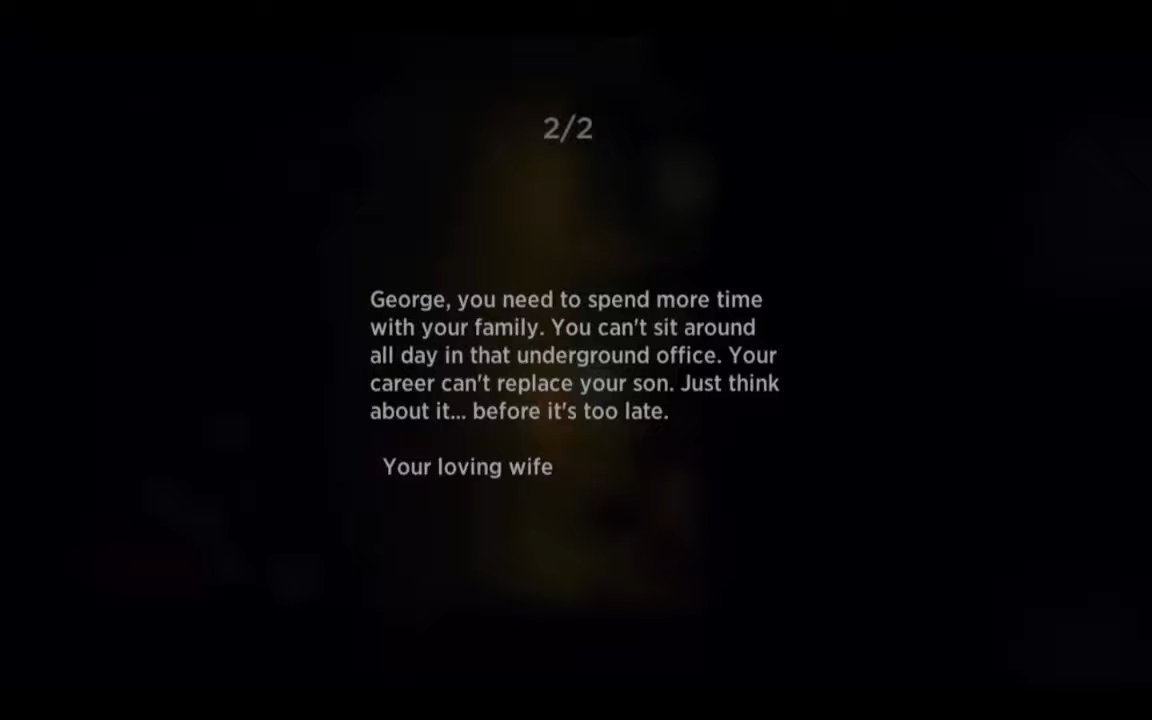 2/2
George, you need to spend more time
with your family. You can't sit around
all day in that underground office. Your
career can't replace your son. Just think
about it... before it's too late.
Your loving wife